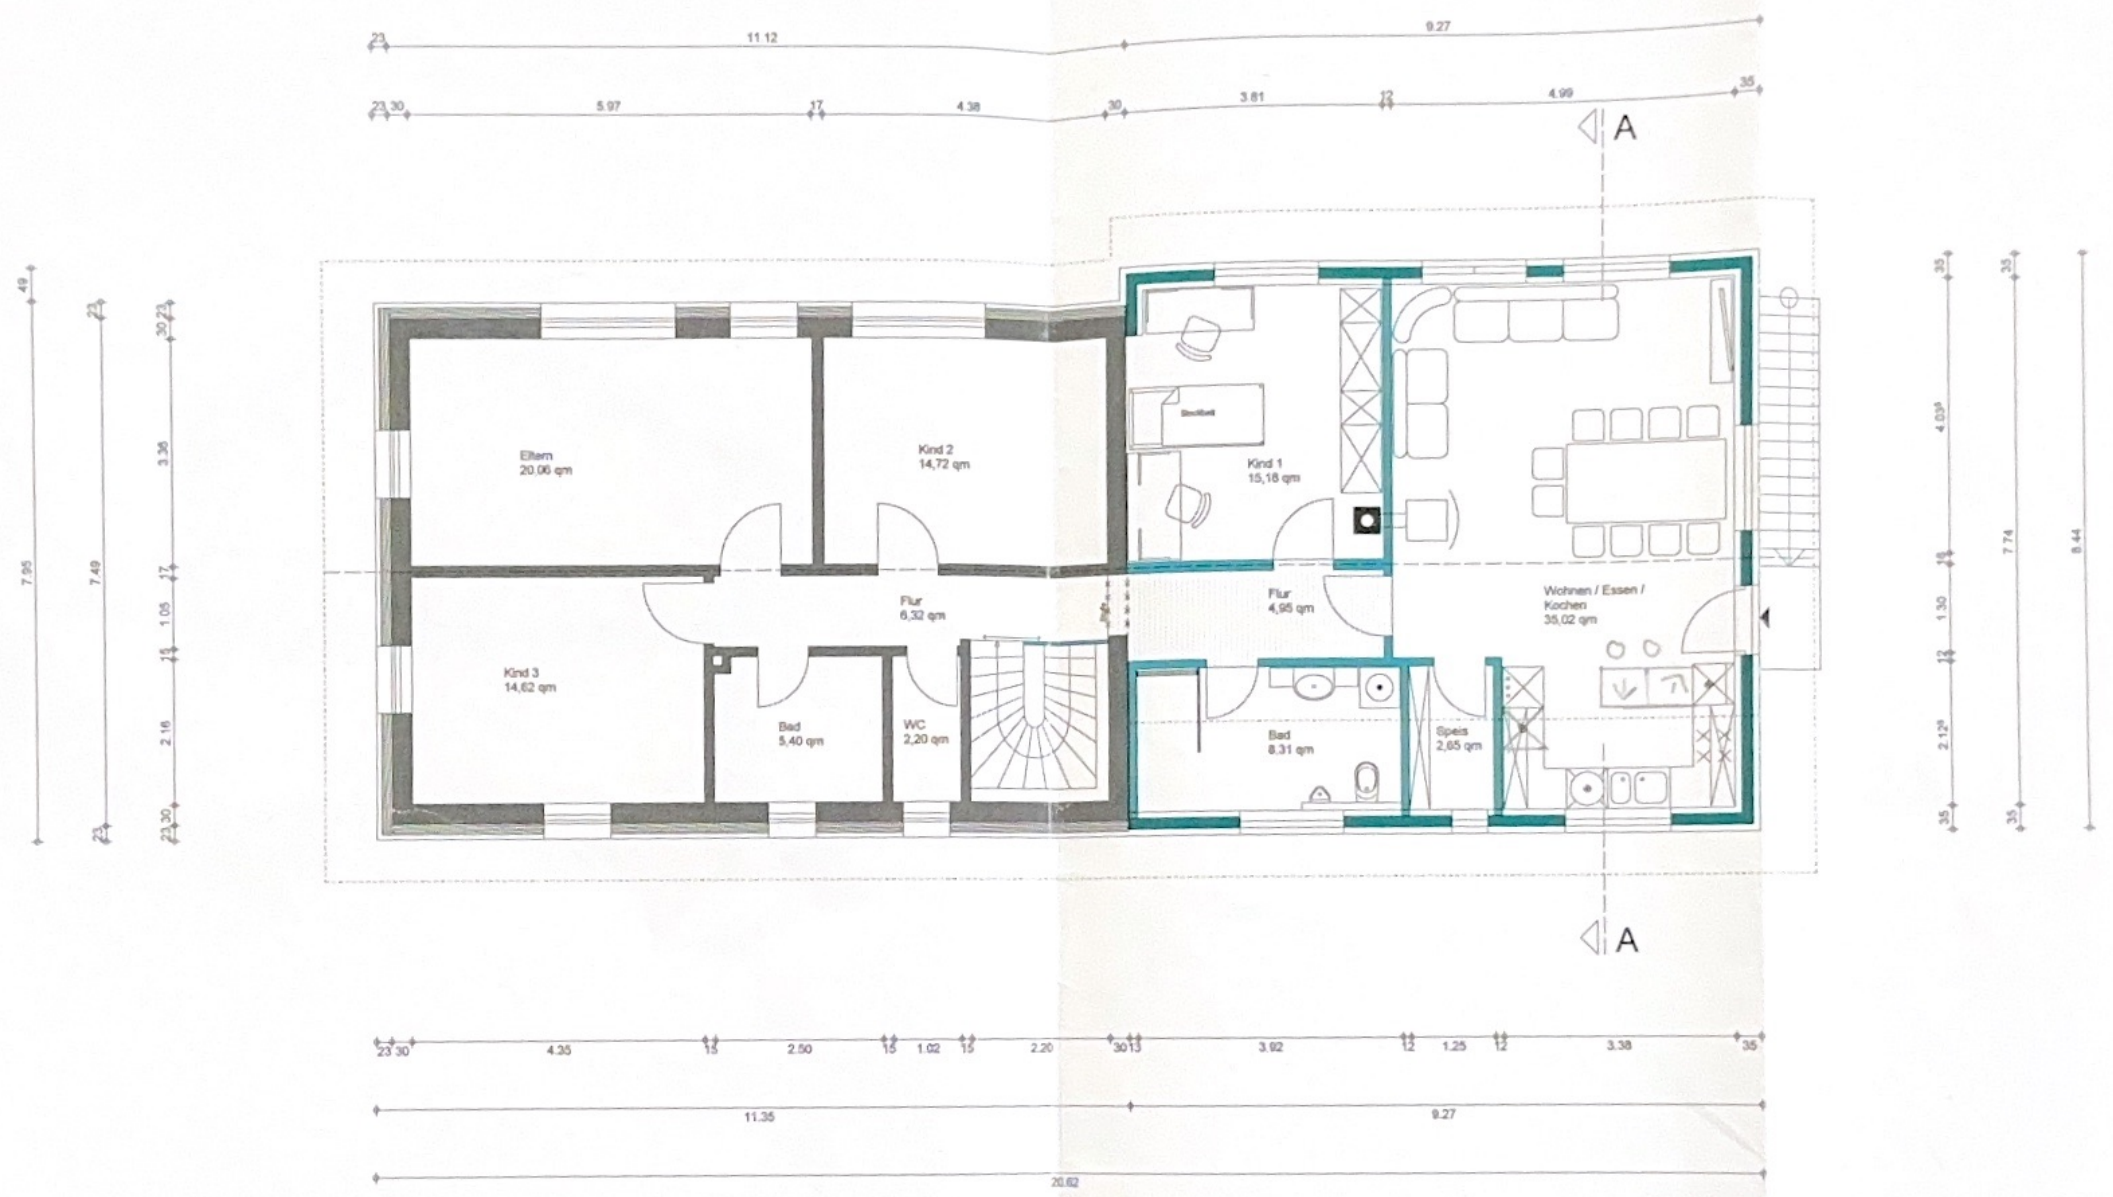 23 11.12 9.27
23 30 5.97 17 4.38 30 3.81 12 4.99 35
A
49
7.95
23
7.49
23
30 23
3.36
17
1.05
15
2.16
23 30
Eltern
20,06 qm
Kind 2
14,72 qm
Kind 1
15,18 qm
Flur
6,32 qm
Flur
4,95 qm
Wohnen / Essen /
Kochen
35,02 qm
Kind 3
14,62 qm
Bad
5,40 qm
WC
2,20 qm
Bad
8,31 qm
Speis
2,65 qm
35
4.03⁵
1.30
12
2.12⁵
35
35
7.74
35
8.44
A
23 30 4.35 15 2.50 15 1.02 15 2.20 30 13 3.92 12 1.25 12 3.38 35
11.35 9.27
20.62